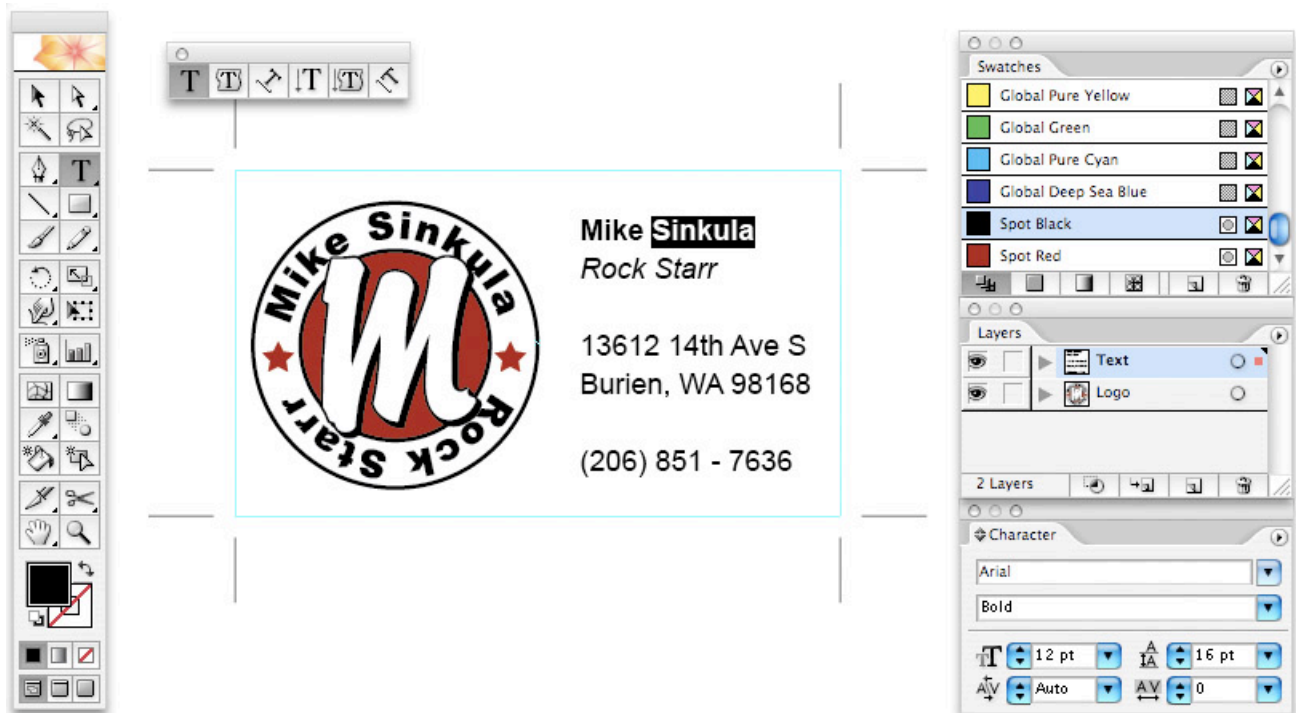 T T T T T T
Mike Sinkula
Rock Starr
M
Mike Sinkula
Rock Starr
13612 14th Ave S
Burien, WA 98168
(206) 851 - 7636
Swatches
Global Pure Yellow
Global Green
Global Pure Cyan
Global Deep Sea Blue
Spot Black
Spot Red
Layers
Text
Logo
2 Layers
Character
Arial
Bold
12 pt
16 pt
Auto
0